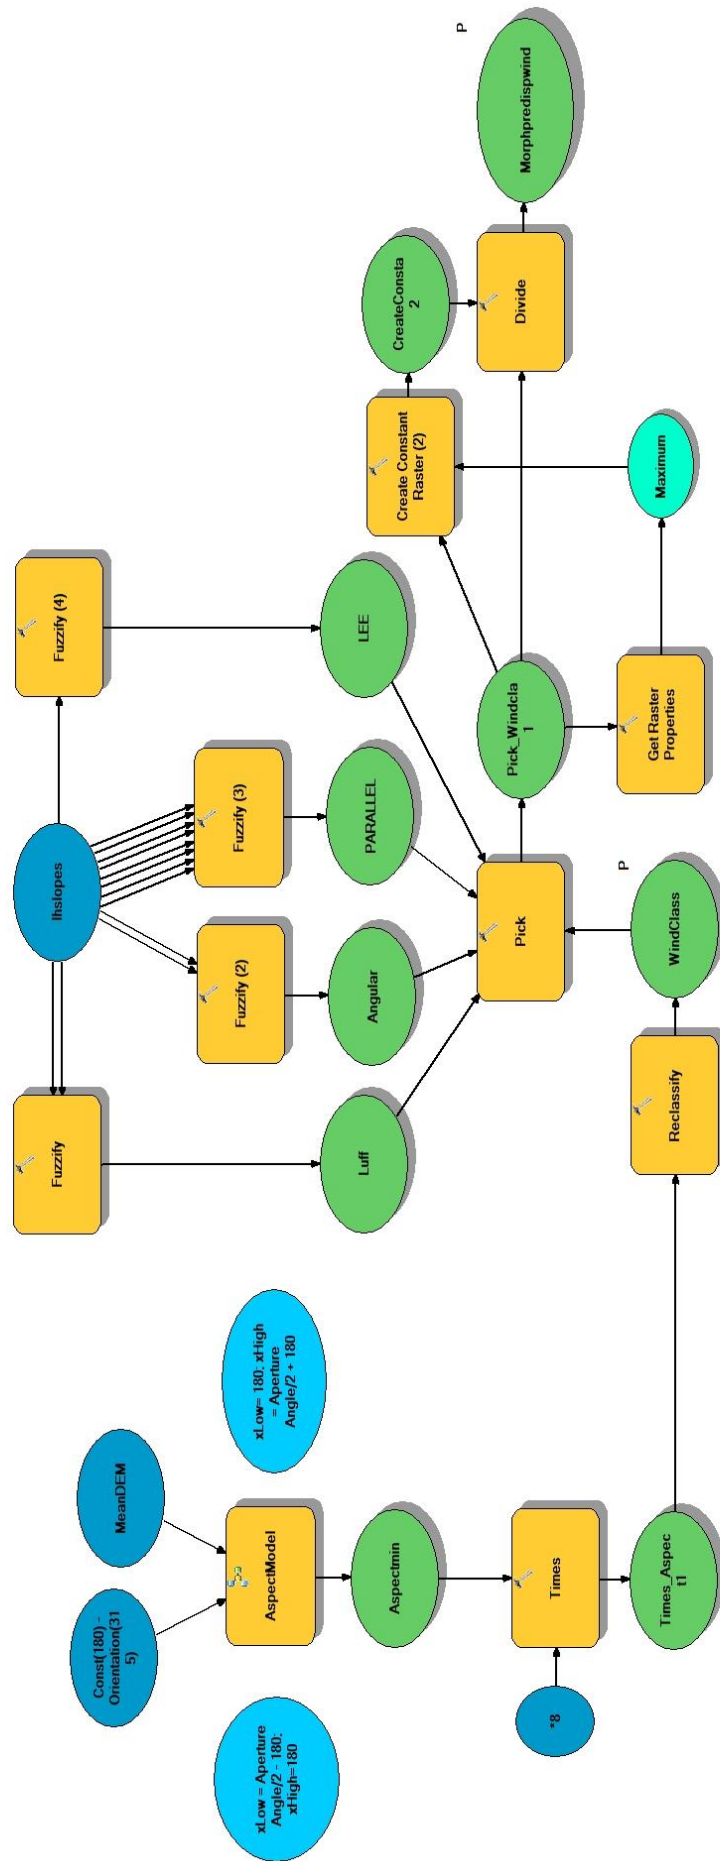 Fuzzify
Ihslopes
Fuzzify (4)
Const(180) -
Orientation(31
5)
MeanDEM
xLow = Aperture
Angle/2 - 180;
xHigh=180
AspectModel
xLow= 180; xHigh
= Aperture
Angle/2 + 180
Fuzzify (2)
Fuzzify (3)
Aspectmin
Luff
Angular
PARALLEL
LEE
Create Constant
Raster (2)
CreateConsta
2
P
*8
Times
Pick
Pick_Windcla
1
Divide
Morphpredispwind
Times_Aspec
t1
Reclassify
WindClass
P
Get Raster
Properties
Maximum